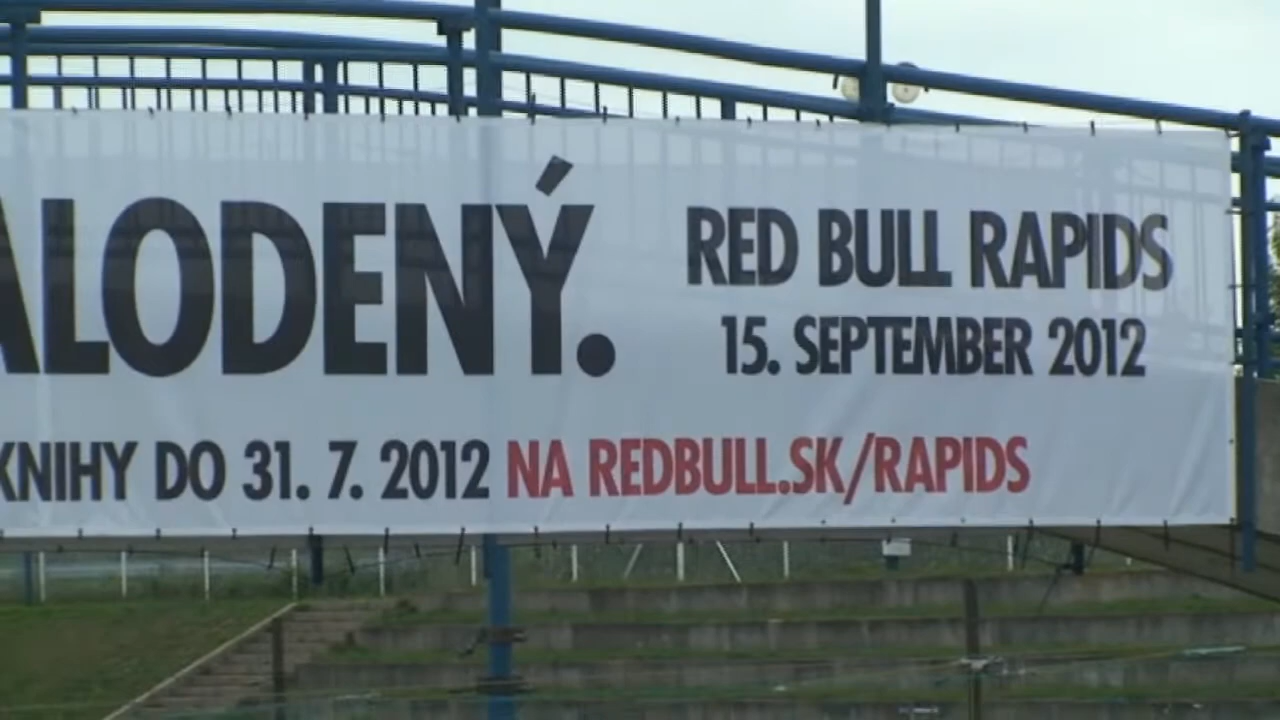 ALODENÝ.
RED BULL RAPIDS
15. SEPTEMBER 2012
KNIHY DO 31. 7. 2012 NA REDBULL.SK/RAPIDS